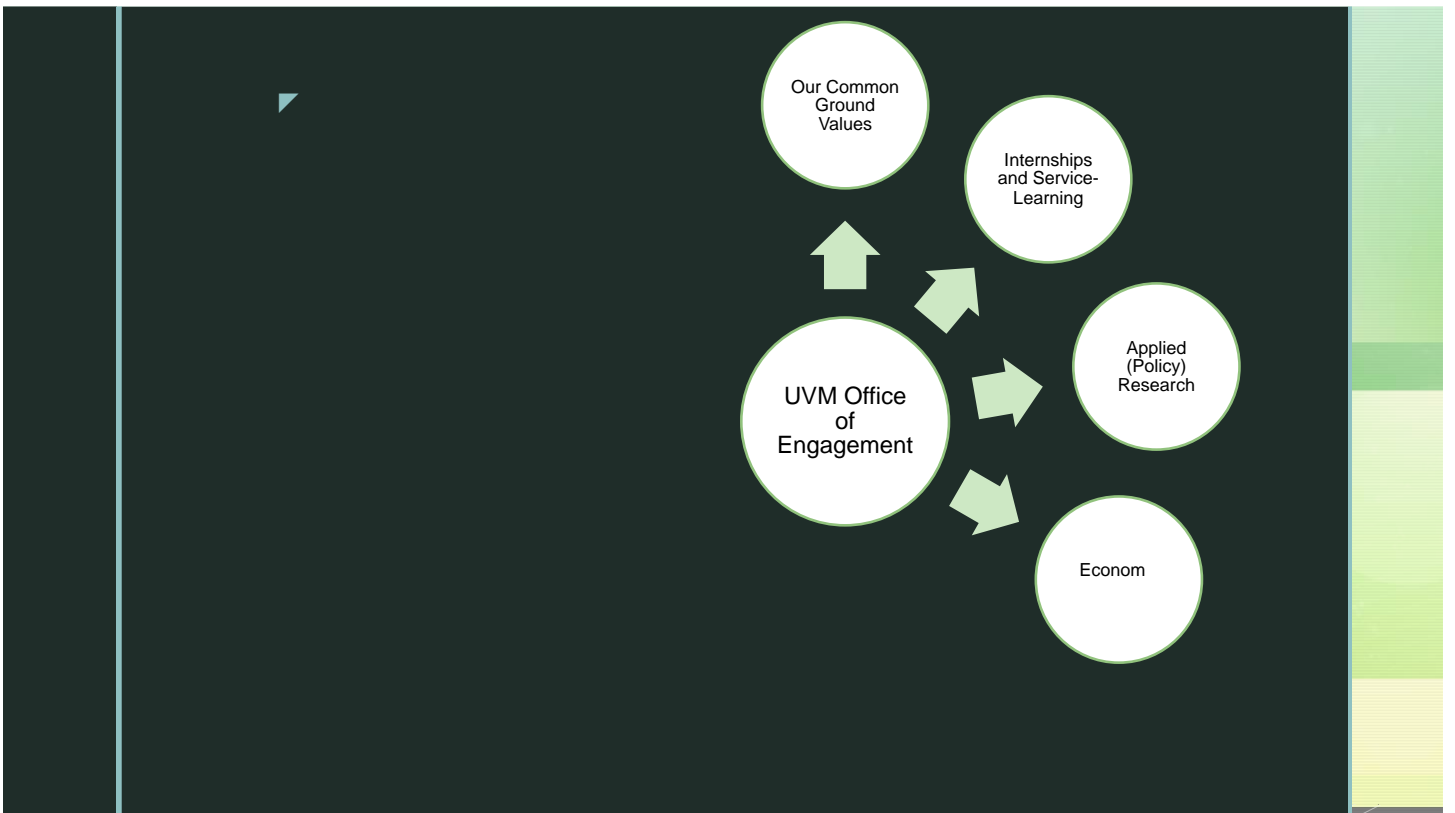 Our Common
Ground
Values
Internships
and Service-
Learning
Applied
(Policy)
Research
UVM Office
of
Engagement
Econom